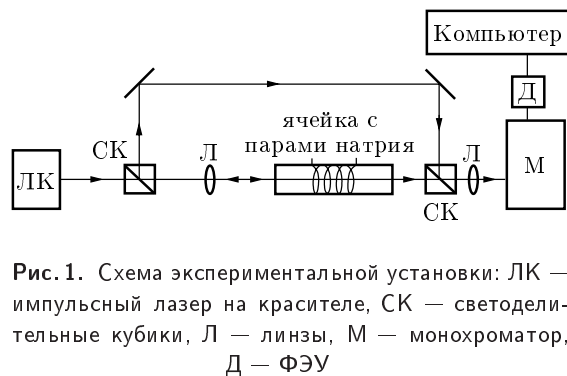 Компьютер
Д
ячейка с
парами натрия
СК
Л
Л
ЛК
М
СК
Рис. 1. Схема экспериментальной установки: ЛК —
импульсный лазер на красителе, СК — светодели-
тельные кубики, Л — линзы, М — монохроматор,
Д — ФЭУ